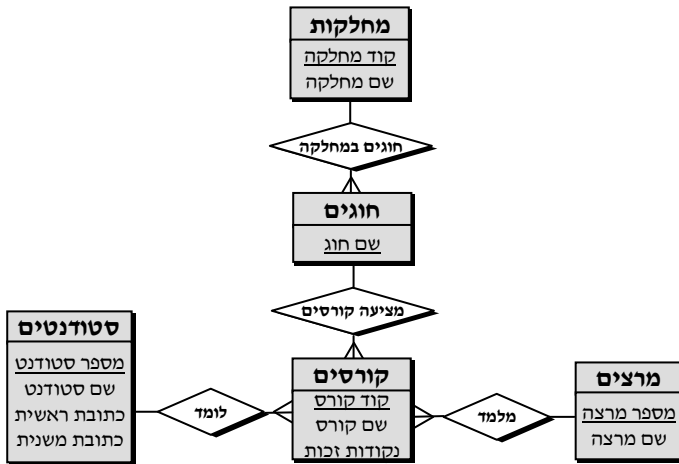 מחלקות
קוד מחלקה
שם מחלקה
חוגים במחלקה
חוגים
שם חוג
מציעה קורסים
סטודנטים
מספר סטודנט
שם סטודנט
כתובת ראשית
כתובת משנית
לומד
קורסים
קוד קורס
שם קורס
נקודות זכות
מלמד
מרצים
מספר מרצה
שם מרצה